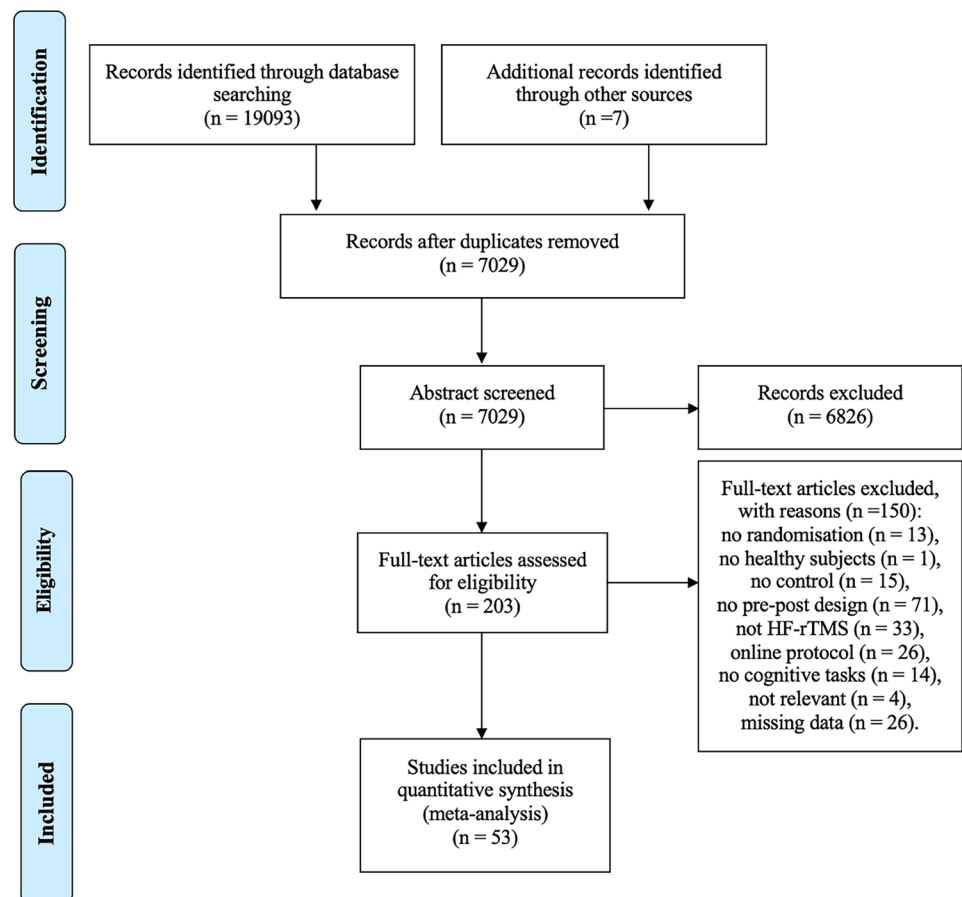 Identification
Records identified through database
searching
(n = 19093)
Additional records identified
through other sources
(n =7)
Records after duplicates removed
(n = 7029)
Screening
Abstract screened
(n = 7029)
Records excluded
(n = 6826)
Eligibility
Full-text articles assessed
for eligibility
(n = 203)
Full-text articles excluded,
with reasons (n =150):
no randomisation (n = 13),
no healthy subjects (n = 1),
no control (n = 15),
no pre-post design (n = 71),
not HF-rTMS (n = 33),
online protocol (n = 26),
no cognitive tasks (n = 14),
not relevant (n = 4),
missing data (n = 26).
Included
Studies included in
quantitative synthesis
(meta-analysis)
(n = 53)